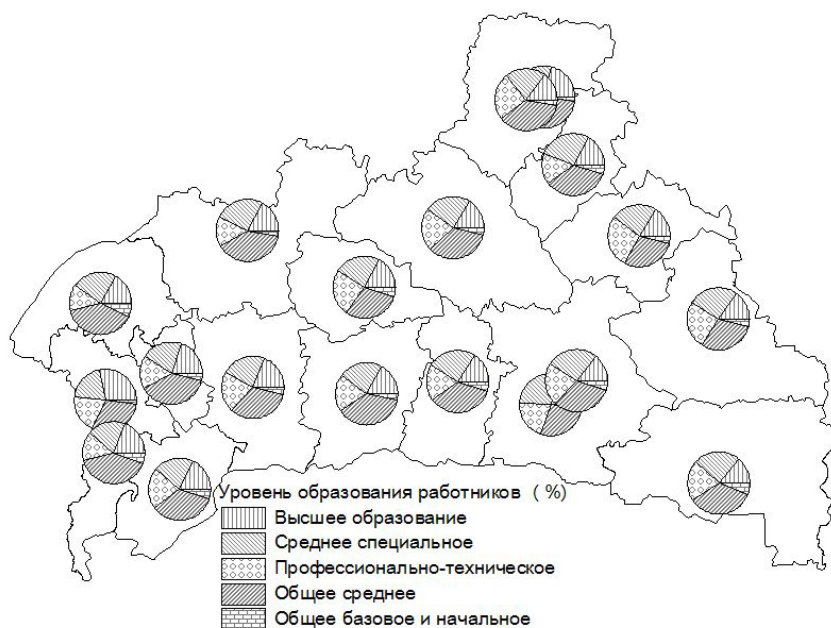 Уровень образования работников ( %)
Высшее образование
Среднее специальное
Профессионально-техническое
Общее среднее
Общее базовое и начальное